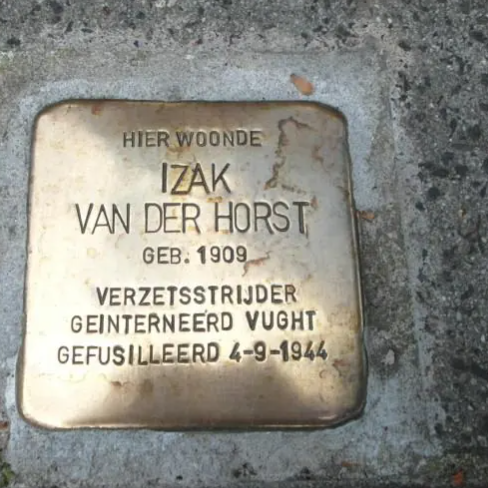 HIER WOONDE
IZAK
VAN DER HORST
GEB. 1909
VERZETSSTRIJDER
GEINTERNEERD VUGHT
GEFUSILLEERD 4-9-1944